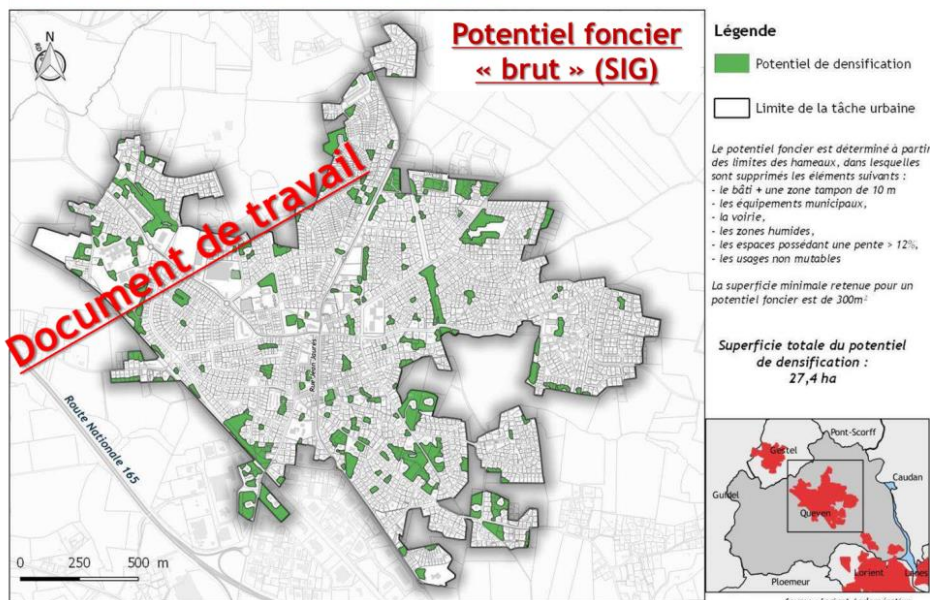 Potentiel foncier
« brut » (SIG)
N
Document de travail
Rue Jean Jaurès
Route Nationale 165
0 250 500 m
Légende
Potentiel de densification
Limite de la tâche urbaine
Le potentiel foncier est déterminé à partir
des limites des hameaux, dans lesquelles
sont supprimés les éléments suivants :
- le bâti + une zone tampon de 10 m
- les équipements municipaux,
- la voirie,
- les zones humides,
- les espaces possédant une pente > 12%,
- les usages non mutables
La superficie minimale retenue pour un
potentiel foncier est de 300m²
Superficie totale du potentiel
de densification :
27,4 ha
Pont-Scorff
Gestel
Caudan
Guidel
Queven
Lorient
Ploemeur